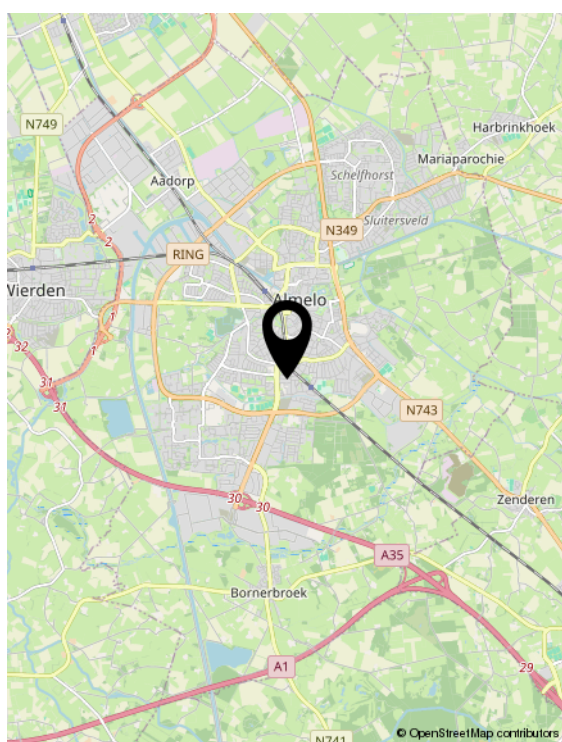 N749
Harbrinkhoek
Mariaparochie
Schelfhorst
Aadorp
Sluitersveld
2
2
N349
RING
Wierden
Almelo
1
1
32
31
31
N743
30
30
Zenderen
A35
Bornerbroek
A1
29
N741
© OpenStreetMap contributors